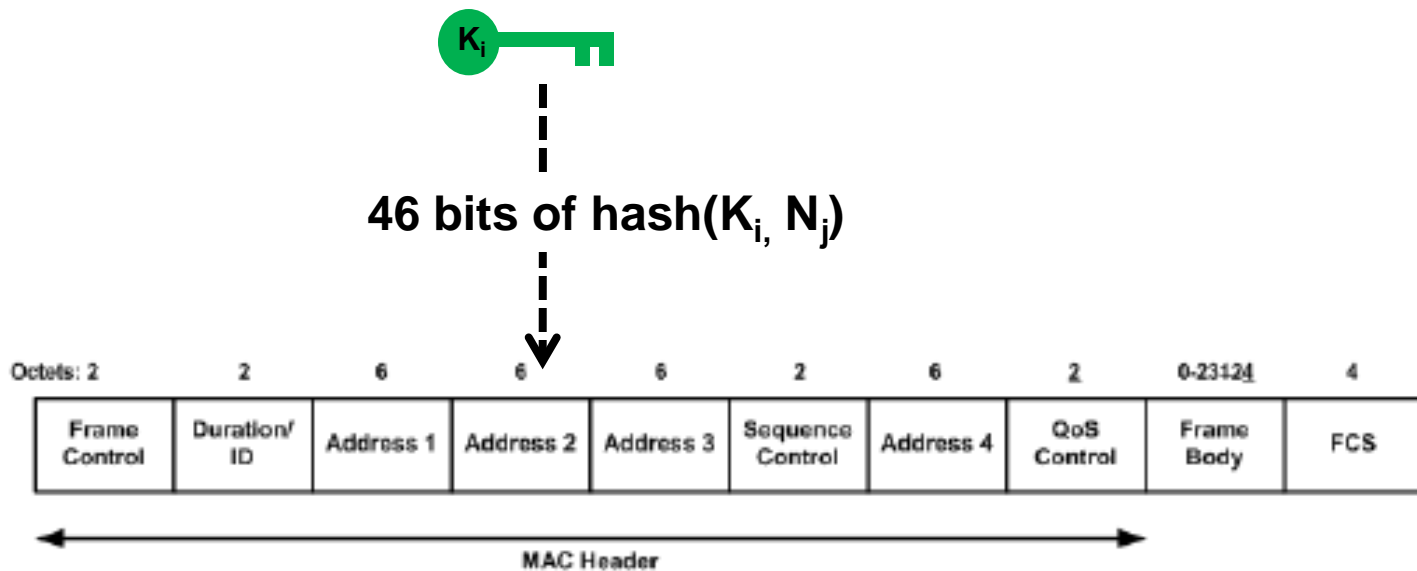 Ki
46 bits of hash(Ki, Nj)
Octets: 2 2 6 6 6 2 6 2 0-23124 4
Frame Control Duration/ ID Address 1 Address 2 Address 3 Sequence Control Address 4 QoS Control Frame Body FCS
MAC Header